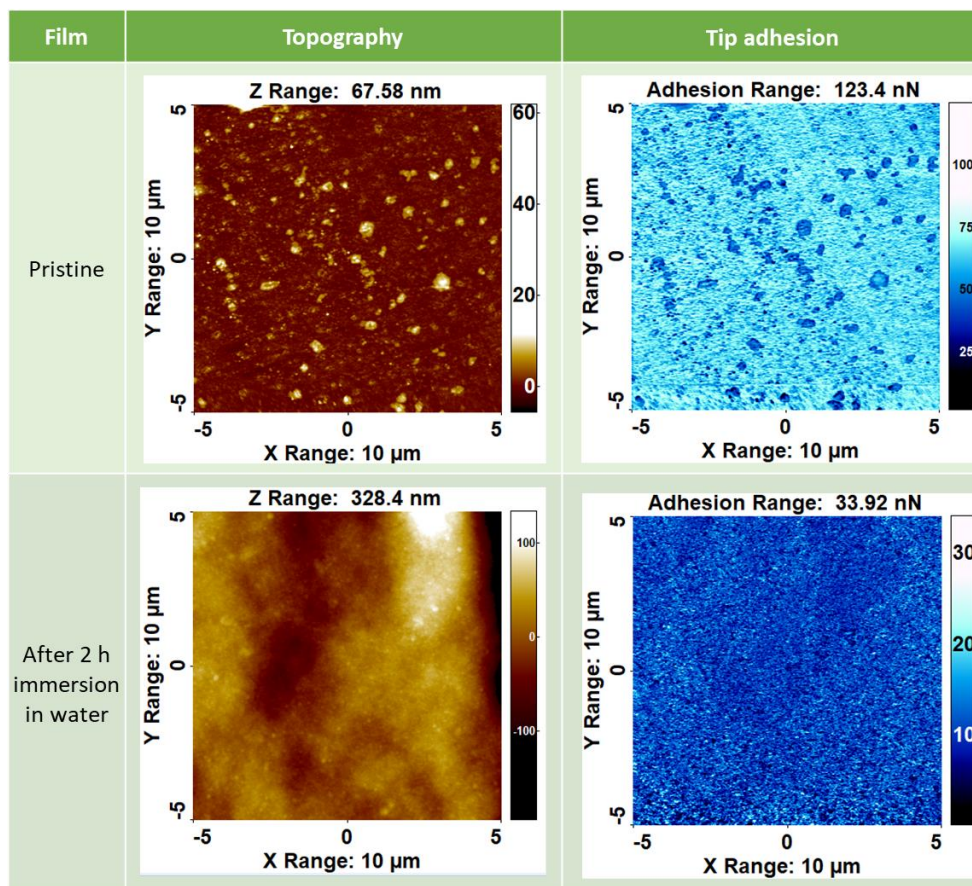 Film
Topography
Tip adhesion
Pristine
Z Range: 67.58 nm
5
0
-5
Y Range: 10 µm
-5
0
5
X Range: 10 µm
60
40
20
0
Adhesion Range: 123.4 nN
5
0
-5
Y Range: 10 µm
-5
0
5
X Range: 10 µm
100
75
50
25
After 2 h
immersion
in water
Z Range: 328.4 nm
5
0
-5
Y Range: 10 µm
-5
0
5
X Range: 10 µm
100
0
-100
Adhesion Range: 33.92 nN
5
0
-5
Y Range: 10 µm
-5
0
5
X Range: 10 µm
30
20
10